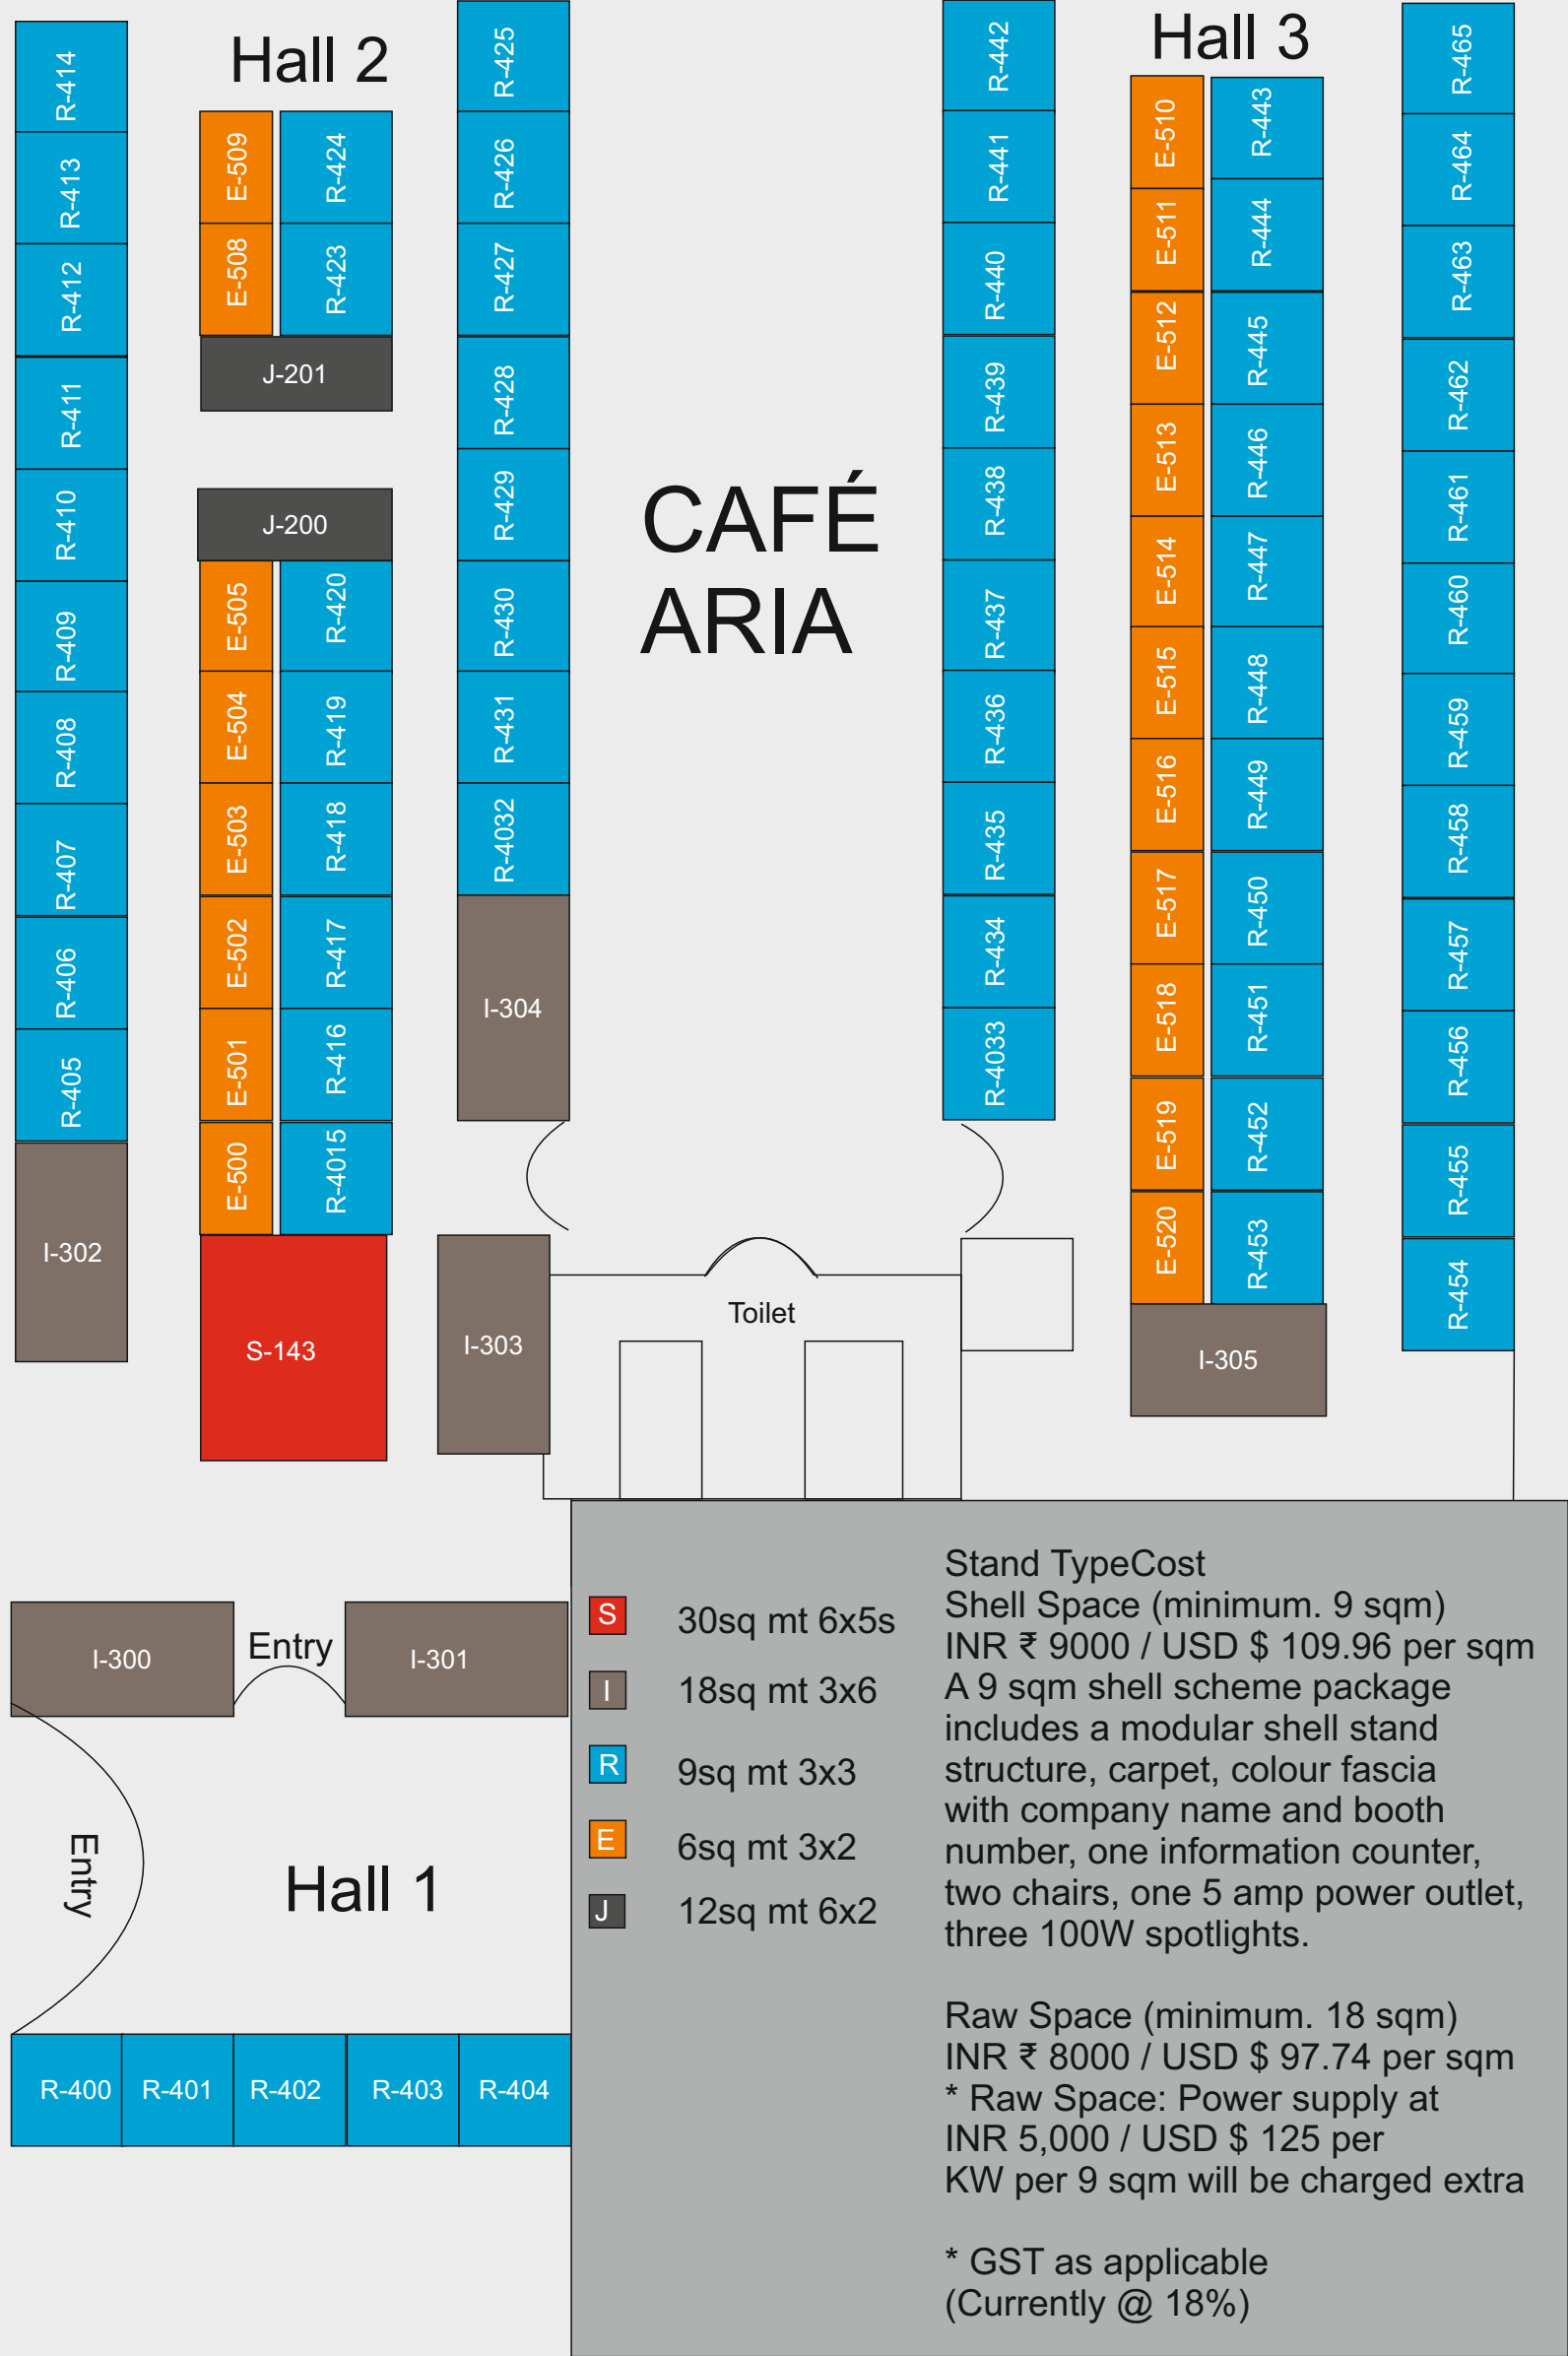 Hall 2
Hall 3
R-414
R-413
R-412
R-411
R-410
R-409
R-408
R-407
R-406
R-405
I-302
E-509
E-508
R-424
R-423
J-201
J-200
E-505
E-504
E-503
E-502
E-501
E-500
R-420
R-419
R-418
R-417
R-416
R-4015
S-143
R-425
R-426
R-427
R-428
R-429
R-430
R-431
R-4032
I-304
I-303
CAFÉ
ARIA
Toilet
R-442
R-441
R-440
R-439
R-438
R-437
R-436
R-435
R-434
R-4033
E-510
E-511
E-512
E-513
E-514
E-515
E-516
E-517
E-518
E-519
E-520
R-443
R-444
R-445
R-446
R-447
R-448
R-449
R-450
R-451
R-452
R-453
I-305
R-465
R-464
R-463
R-462
R-461
R-460
R-459
R-458
R-457
R-456
R-455
R-454
I-300
Entry
I-301
Entry
Hall 1
R-400
R-401
R-402
R-403
R-404
S 30sq mt 6x5s
I 18sq mt 3x6
R 9sq mt 3x3
E 6sq mt 3x2
J 12sq mt 6x2
Stand TypeCost
Shell Space (minimum. 9 sqm)
INR ₹ 9000 / USD $ 109.96 per sqm
A 9 sqm shell scheme package
includes a modular shell stand
structure, carpet, colour fascia
with company name and booth
number, one information counter,
two chairs, one 5 amp power outlet,
three 100W spotlights.
Raw Space (minimum. 18 sqm)
INR ₹ 8000 / USD $ 97.74 per sqm
* Raw Space: Power supply at
INR 5,000 / USD $ 125 per
KW per 9 sqm will be charged extra
* GST as applicable
(Currently @ 18%)